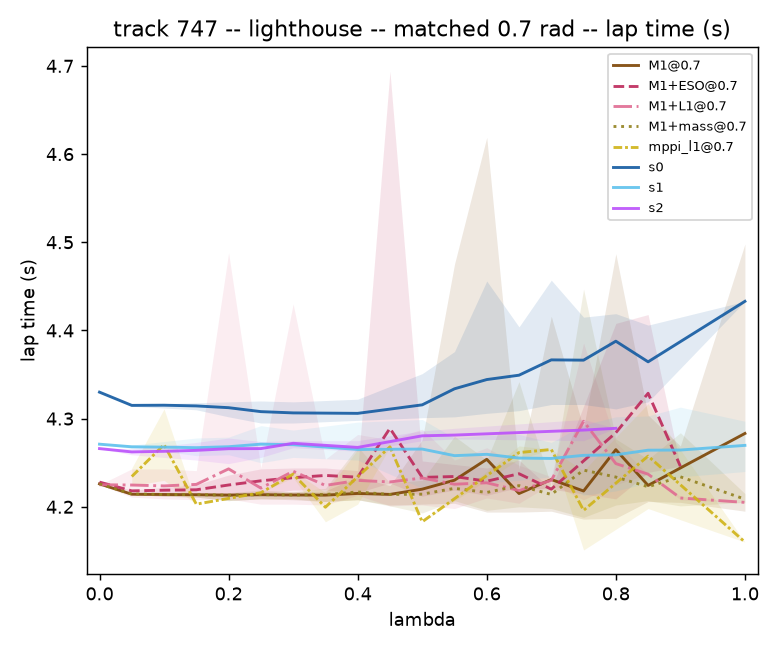 track 747 -- lighthouse -- matched 0.7 rad -- lap time (s)
M1@0.7
M1+ESO@0.7
M1+L1@0.7
M1+mass@0.7
mppi_l1@0.7
s0
s1
s2
lap time (s)
4.7
4.6
4.5
4.4
4.3
4.2
0.0 0.2 0.4 0.6 0.8 1.0
lambda